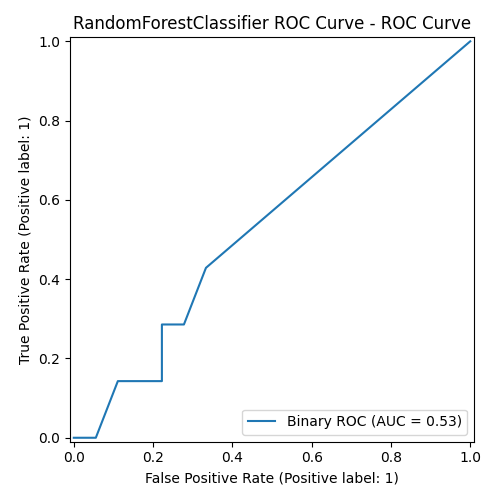 RandomForestClassifier ROC Curve - ROC Curve
1.0
0.8
0.6
0.4
0.2
0.0
True Positive Rate (Positive label: 1)
Binary ROC (AUC = 0.53)
0.0 0.2 0.4 0.6 0.8 1.0
False Positive Rate (Positive label: 1)